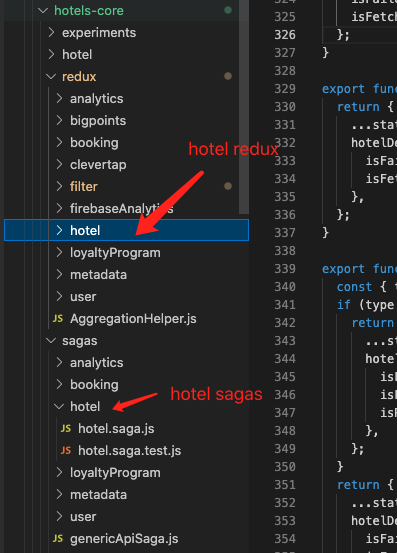 hotels-core
experiments
hotel
redux
analytics
bigpoints
booking
clevertap
hotel redux
filter
firebaseAnalytics
hotel
loyaltyProgram
metadata
user
JS AggregationHelper.js
sagas
analytics
booking
hotel
hotel sagas
JS hotel.saga.js
JS hotel.saga.test.js
loyaltyProgram
metadata
user
JS genericApiSaga.js
324
325 isFetc
326 };
327 }
328
329 export func
330 return {
331 ...stat
332 hotelDe
333 isFai
334 isFet
335 },
336 };
337 }
338
339 export func
340 const { t
341 if (type
342 return
343 ...st
344 hotel
345 isF
346 isD
347 isF
348 },
349 };
350 }
351 return {
352 ...stat
353 hotelDe
354 isFai